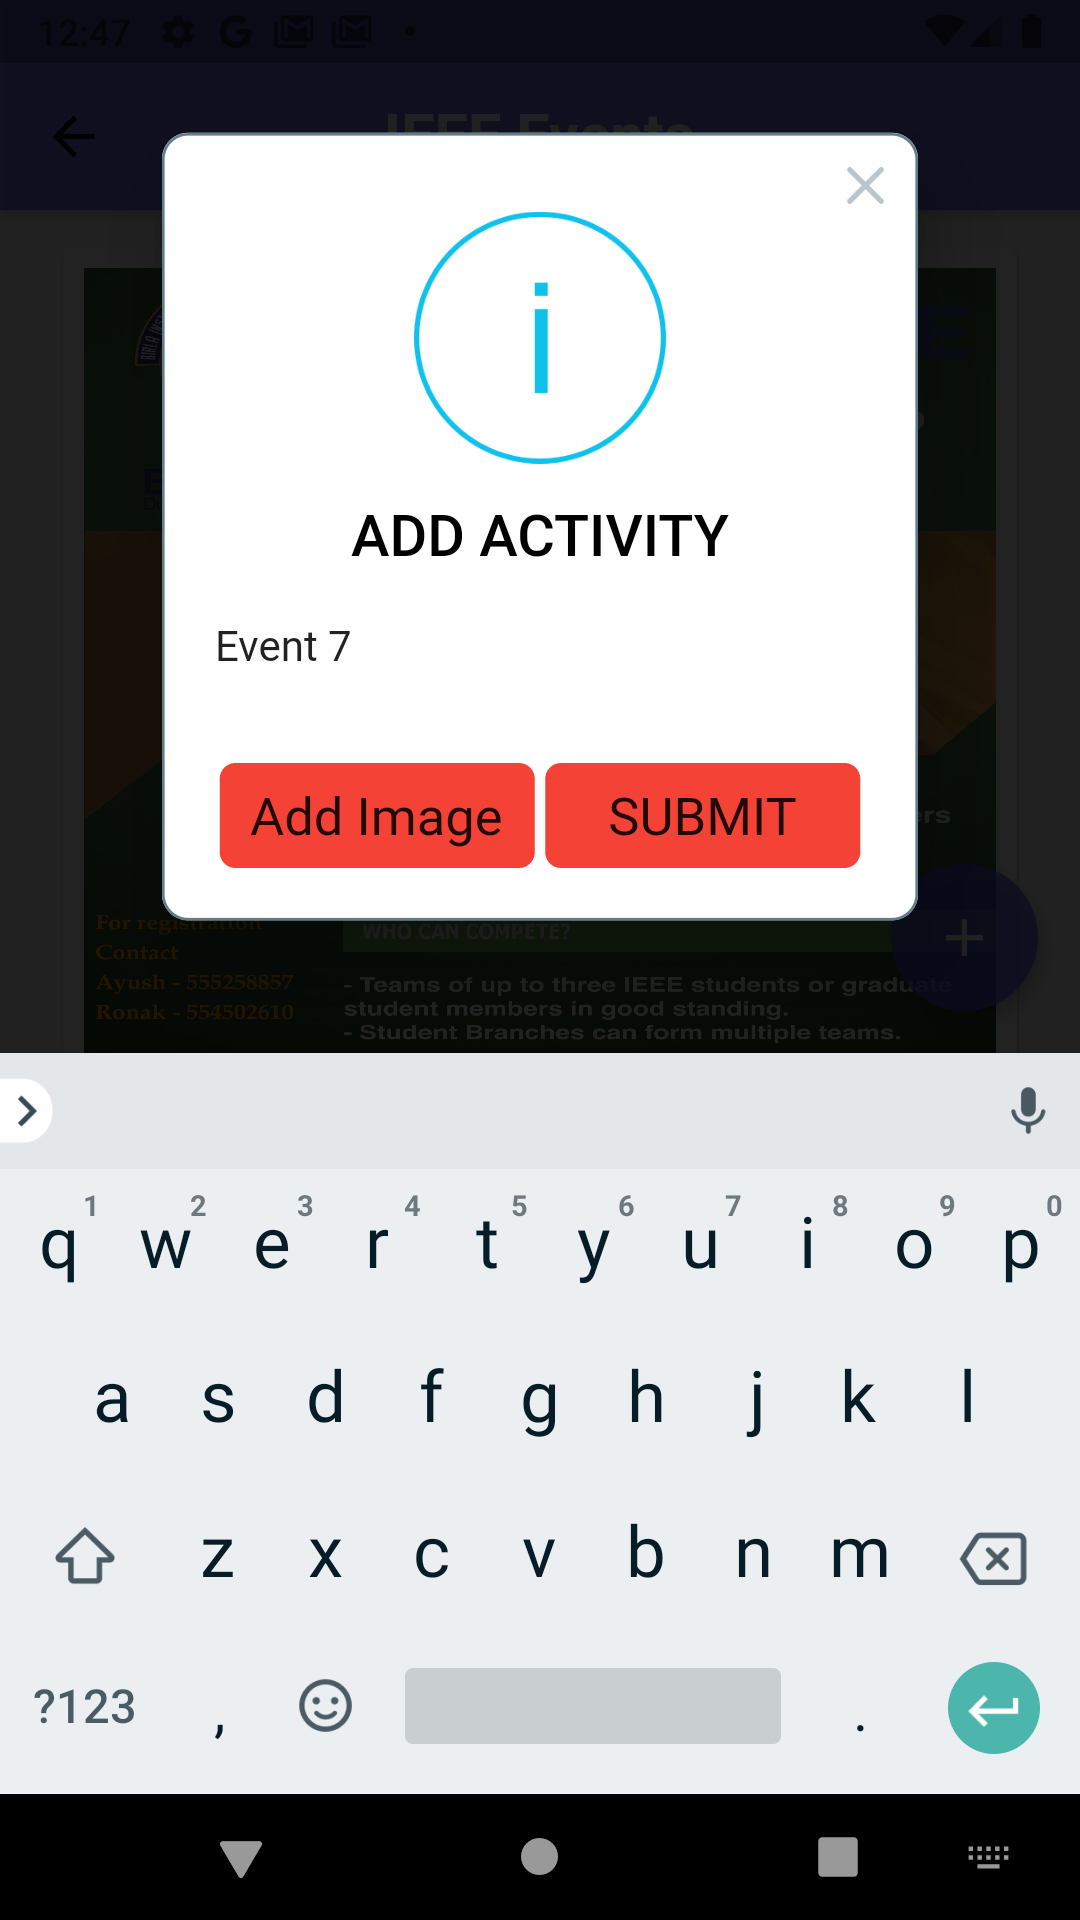 12:47
IEEE Events
ADD ACTIVITY
Event 7
Add Image SUBMIT
ers
For registration
Contact
Ayush - 555258857
Ronak - 554502610
WHO CAN COMPETE?
- Teams of up to three IEEE students or graduate
student members in good standing.
- Student Branches can form multiple teams.
1 2 3 4 5 6 7 8 9 0
q w e r t y u i o p
a s d f g h j k l
z x c v b n m
?123 , .